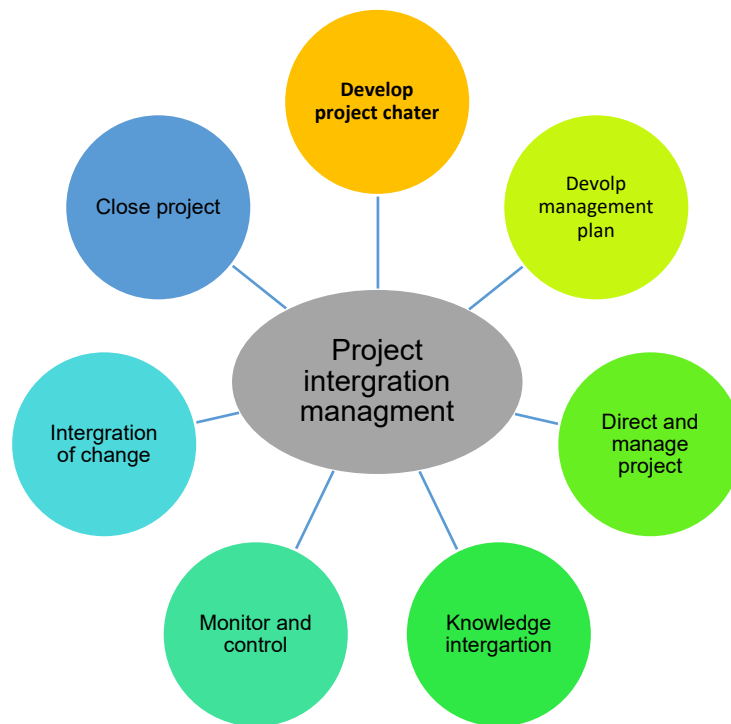 Develop
project chater
Devolp
management
plan
Close project
Project
intergration
managment
Direct and
manage
project
Intergration
of change
Knowledge
intergartion
Monitor and
control